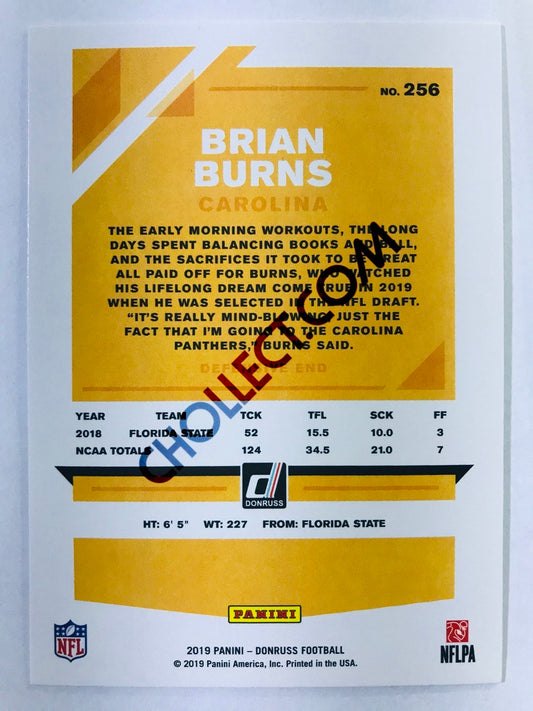 NO. 256
BRIAN
BURNS
CAROLINA
THE EARLY MORNING WORKOUTS, THE LONG
DAYS SPENT BALANCING BOOKS AND BALL,
AND THE SACRIFICES IT TOOK TO BE GREAT
ALL PAID OFF FOR BURNS, WHO WATCHED
HIS LIFELONG DREAM COME TRUE IN 2019
WHEN HE WAS SELECTED IN THE NFL DRAFT.
“IT'S REALLY MIND-BLOWING, JUST THE
FACT THAT I'M GOING TO THE CAROLINA
PANTHERS,” BURNS SAID.
DEFENSIVE END
CHOLLECT.COM
YEAR TEAM TCK TFL SCK FF
2018 FLORIDA STATE 52 15.5 10.0 3
NCAA TOTALS 124 34.5 21.0 7
d
DONRUSS
HT: 6' 5" WT: 227 FROM: FLORIDA STATE
PANINI
NFL
2019 PANINI – DONRUSS FOOTBALL
© 2019 Panini America, Inc. Printed in the USA.
NFLPA